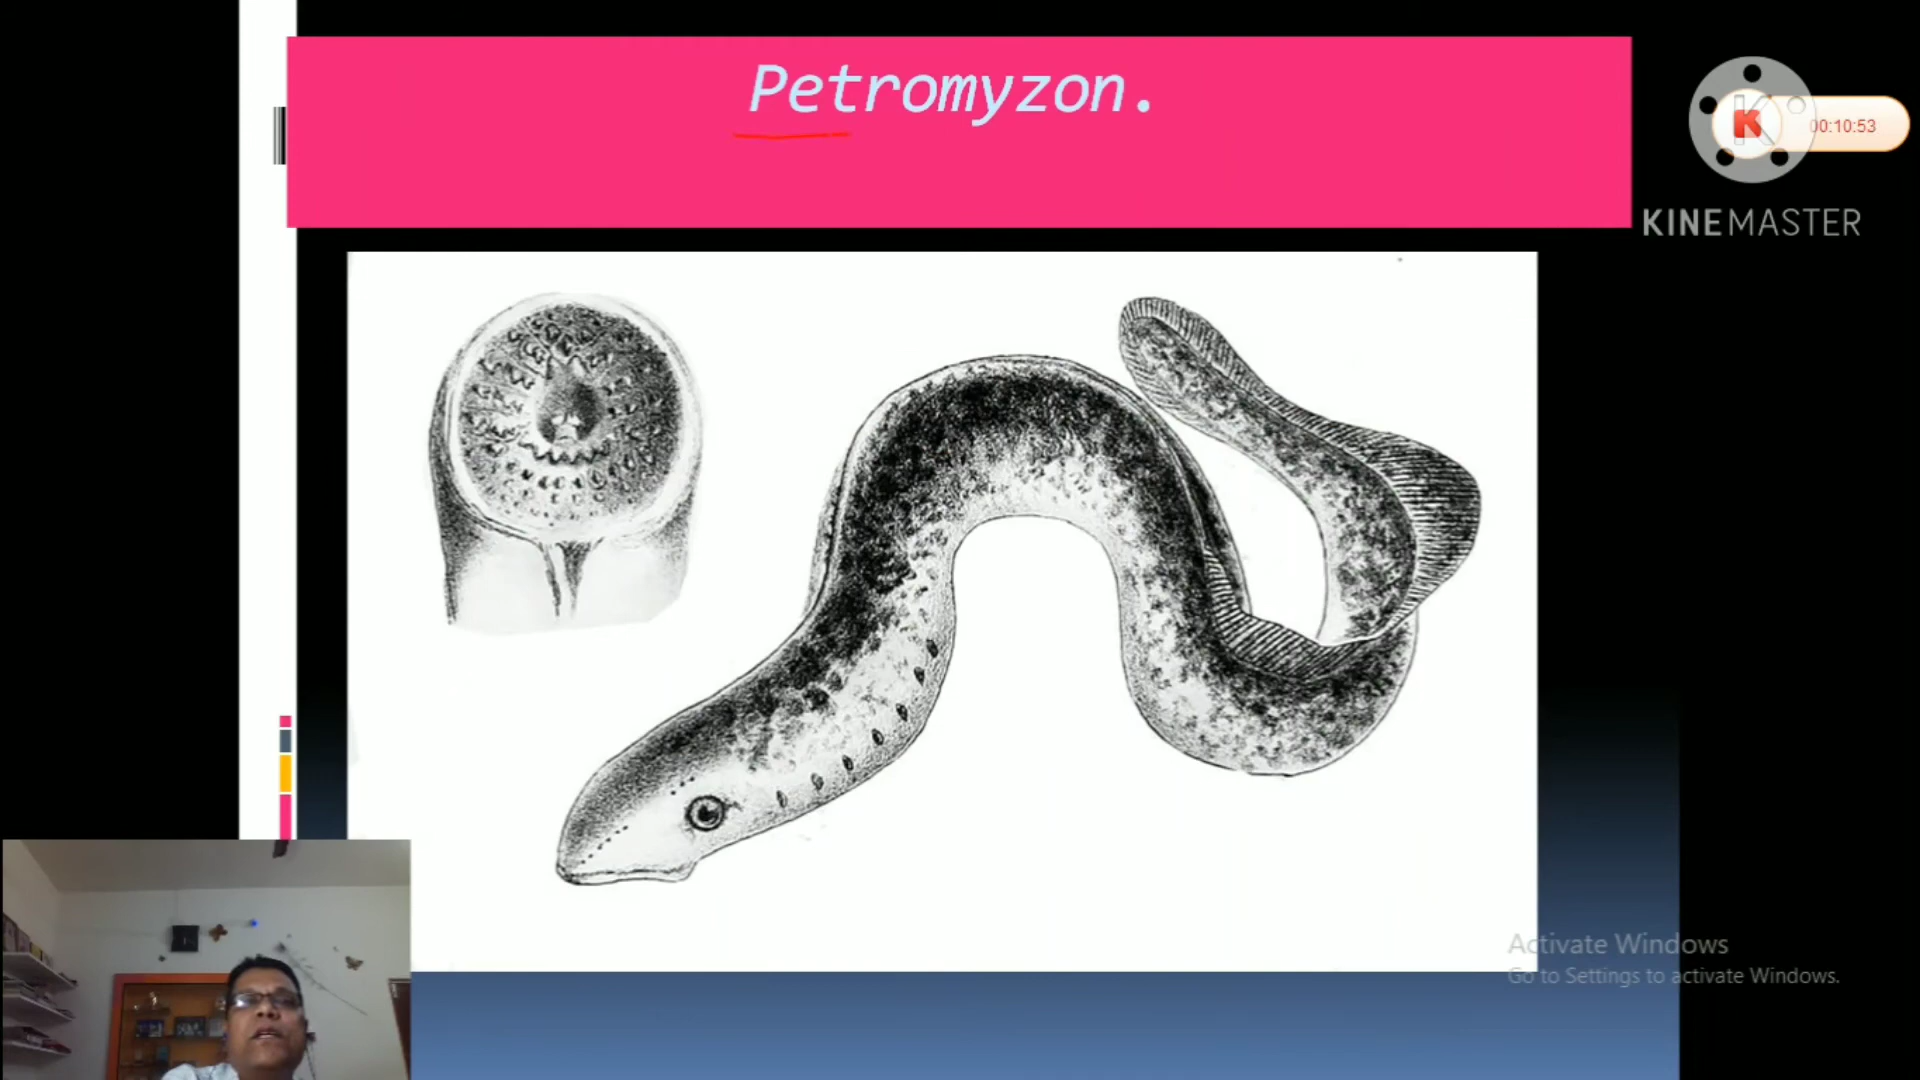 Petromyzon.
K
00:10:53
KINEMASTER
Activate Windows
Go to Settings to activate Windows.